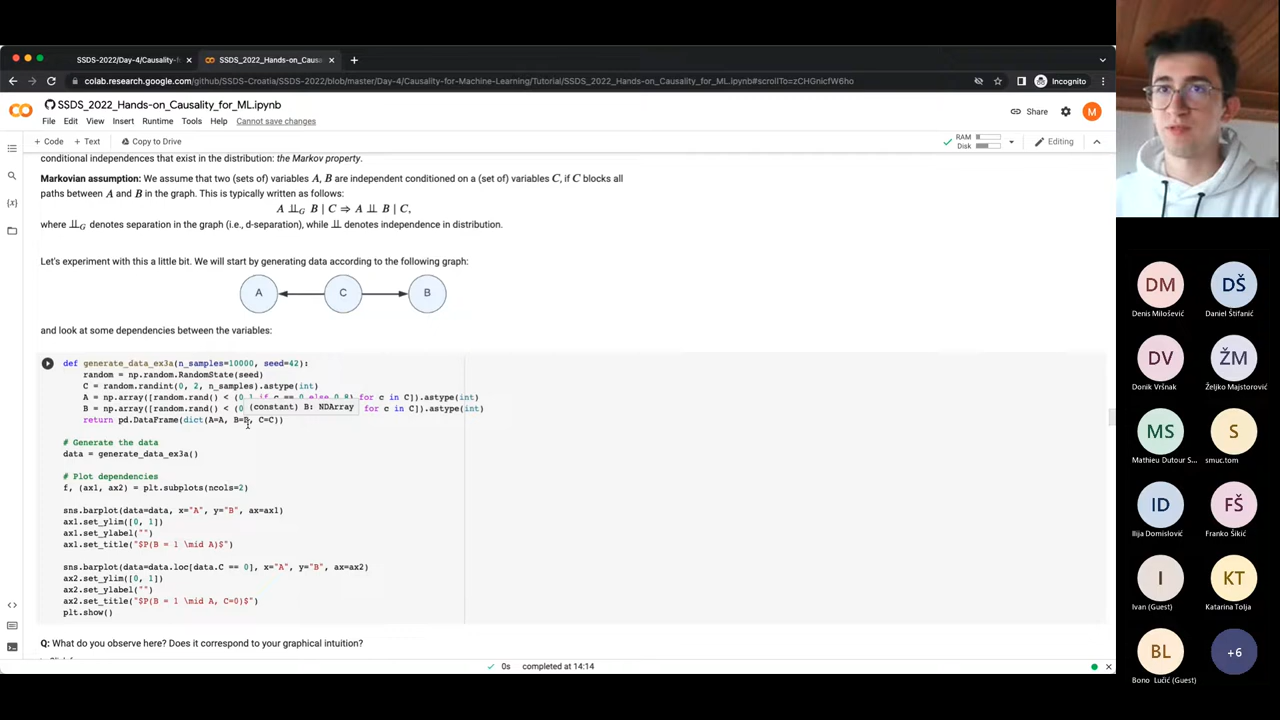 SSDS-2022/Day-4/Causality-f
SSDS_2022_Hands-on_Causa
colab.research.google.com/github/SSDS-Croatia/SSDS-2022/blob/master/Day-4/Causality-for-Machine-Learning/Tutorial/SSDS_2022_Hands_on_Causality_for_ML.ipynb#scrollTo=zCHGnicfW6ho
Incognito
SSDS_2022_Hands-on_Causality_for_ML.ipynb
Share
M
File Edit View Insert Runtime Tools Help Cannot save changes
+ Code + Text Copy to Drive
RAM
Disk
Editing
conditional independences that exist in the distribution: the Markov property.
Markovian assumption: We assume that two (sets of) variables A, B are independent conditioned on a (set of) variables C, if C blocks all
paths between A and B in the graph. This is typically written as follows:
A ⫫G B | C ⇒ A ⫫ B | C,
where ⫫G denotes separation in the graph (i.e., d-separation), while ⫫ denotes independence in distribution.
Let's experiment with this a little bit. We will start by generating data according to the following graph:
A C B
and look at some dependencies between the variables:
def generate_data_ex3a(n_samples=10000, seed=42):
random = np.random.RandomState(seed)
C = random.randint(0, 2, n_samples).astype(int)
A = np.array([random.rand() < (0.1 if c == 0 else 0.8) for c in C]).astype(int)
(constant) B: NDArray
B = np.array([random.rand() < (0 for c in C]).astype(int)
return pd.DataFrame(dict(A=A, B=B, C=C))
# Generate the data
data = generate_data_ex3a()
# Plot dependencies
f, (ax1, ax2) = plt.subplots(ncols=2)
sns.barplot(data=data, x="A", y="B", ax=ax1)
ax1.set_ylim([0, 1])
ax1.set_ylabel("")
ax1.set_title("$P(B = 1 \mid A)$")
sns.barplot(data=data.loc[data.C == 0], x="A", y="B", ax=ax2)
ax2.set_ylim([0, 1])
ax2.set_ylabel("")
ax2.set_title("$P(B = 1 \mid A, C=0)$")
plt.show()
Q: What do you observe here? Does it correspond to your graphical intuition?
0s completed at 14:14
DM DŠ
Denis Milošević Daniel Štifanić
DV ŽM
Donik Vršnak Željko Majstorović
MS S
Mathieu Dutour S... smuc.tom
ID FŠ
Ilija Domislović Franko Šikić
I KT
Ivan (Guest) Katarina Tolja
BL +6
Bono Lučić (Guest)